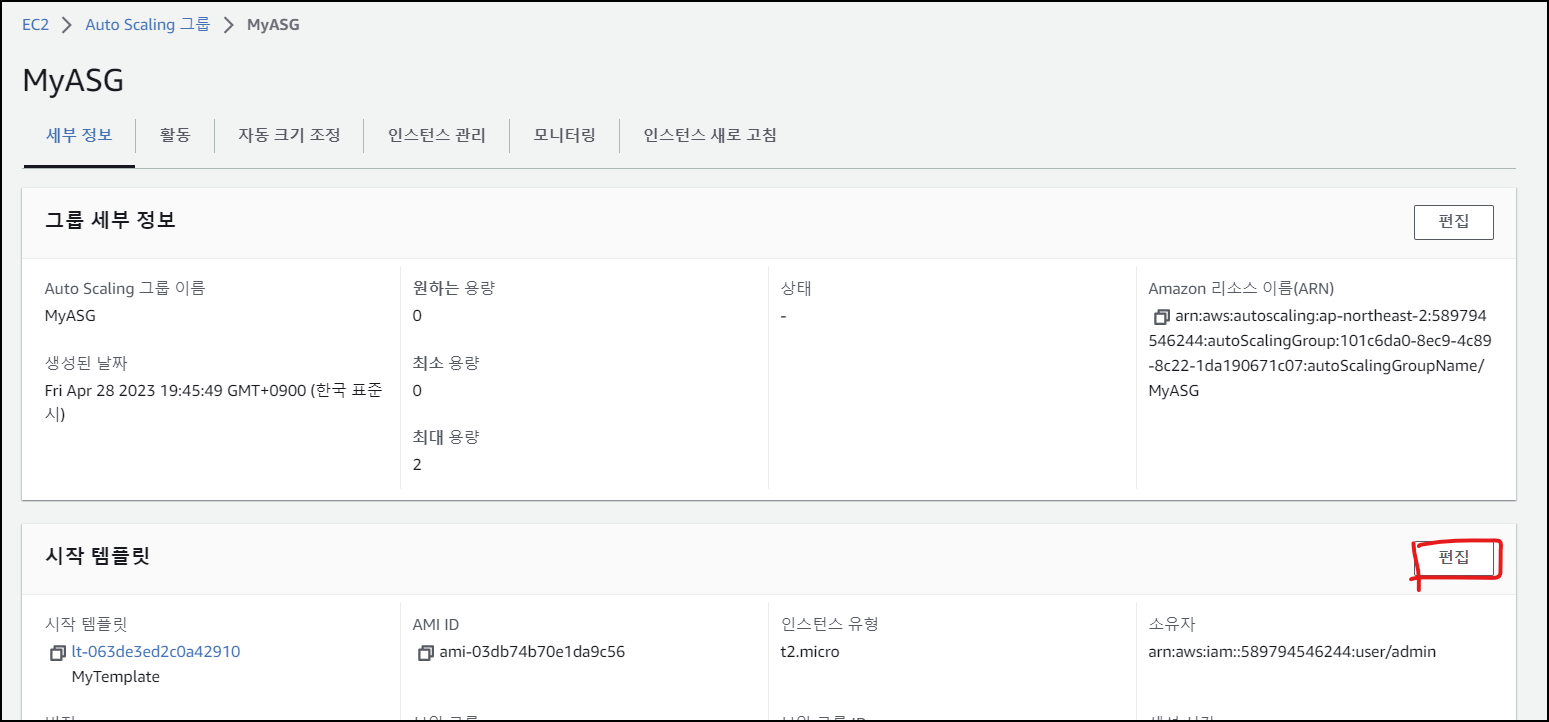 EC2 > Auto Scaling 그룹 > MyASG
MyASG
세부 정보 활동 자동 크기 조정 인스턴스 관리 모니터링 인스턴스 새로 고침
그룹 세부 정보
편집
Auto Scaling 그룹 이름
MyASG
생성된 날짜
Fri Apr 28 2023 19:45:49 GMT+0900 (한국 표준
시)
원하는 용량
0
최소 용량
0
최대 용량
2
상태
-
Amazon 리소스 이름(ARN)
arn:aws:autoscaling:ap-northeast-2:589794
546244:autoScalingGroup:101c6da0-8ec9-4c89
-8c22-1da190671c07:autoScalingGroupName/
MyASG
시작 템플릿
편집
시작 템플릿
lt-063de3ed2c0a42910
MyTemplate
AMI ID
ami-03db74b70e1da9c56
인스턴스 유형
t2.micro
소유자
arn:aws:iam::589794546244:user/admin